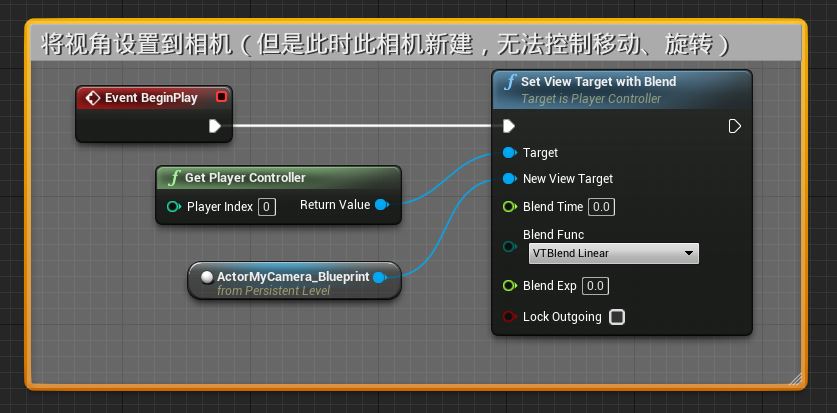 将视角设置到相机（但是此时此相机新建，无法控制移动、旋转）
Event BeginPlay
f Set View Target with Blend
Target is Player Controller
Target
New View Target
Blend Time 0.0
Blend Func
VTBlend Linear
Blend Exp 0.0
Lock Outgoing
f Get Player Controller
Player Index 0 Return Value
ActorMyCamera_Blueprint
from Persistent Level